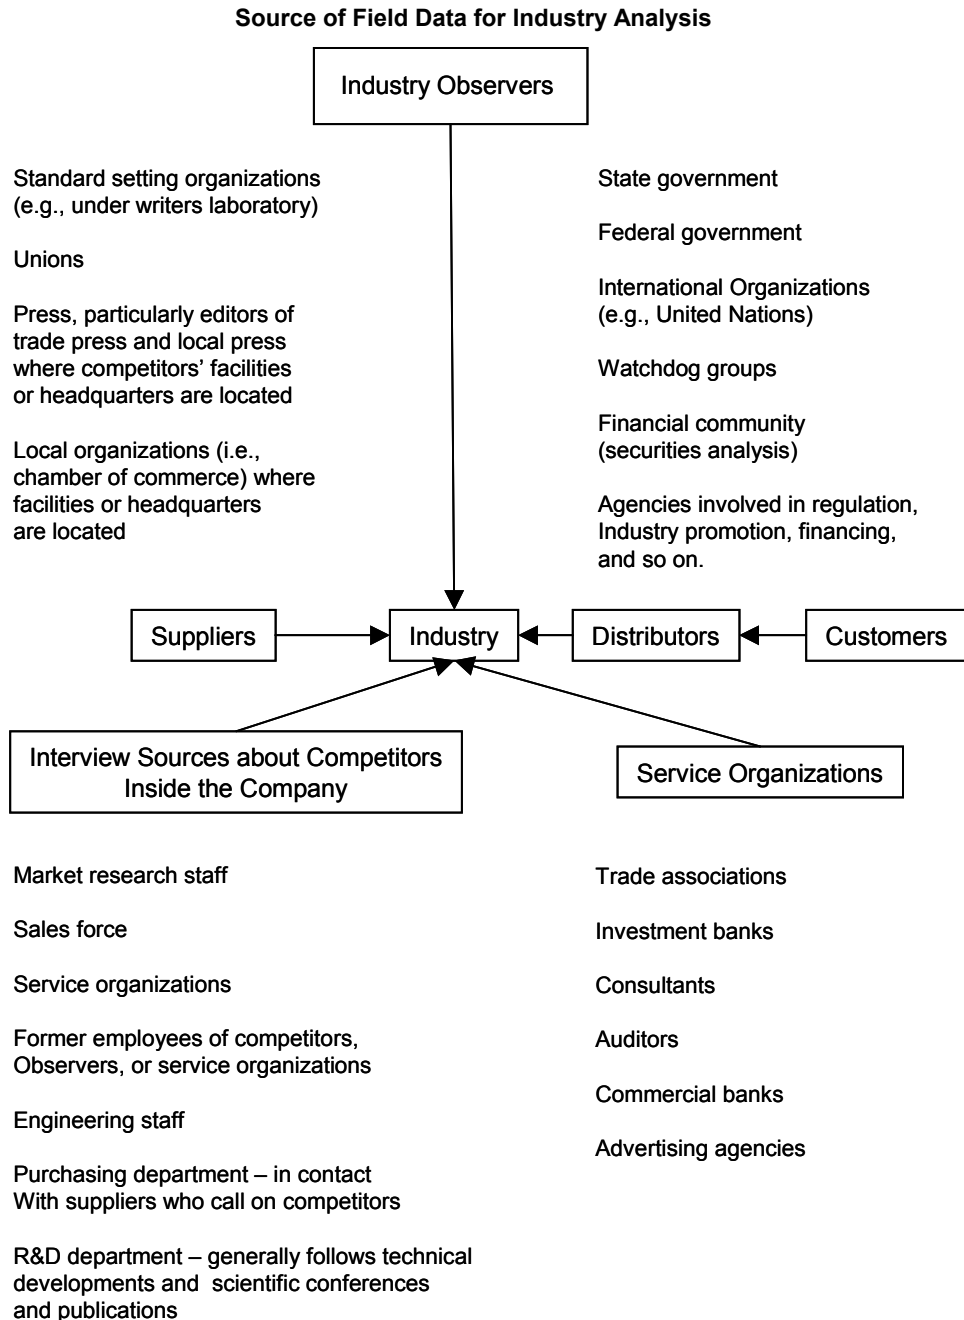 Source of Field Data for Industry Analysis
Industry Observers
Standard setting organizations
(e.g., under writers laboratory)
Unions
Press, particularly editors of
trade press and local press
where competitors’ facilities
or headquarters are located
Local organizations (i.e.,
chamber of commerce) where
facilities or headquarters
are located
State government
Federal government
International Organizations
(e.g., United Nations)
Watchdog groups
Financial community
(securities analysis)
Agencies involved in regulation,
Industry promotion, financing,
and so on.
Suppliers
Industry
Distributors
Customers
Interview Sources about Competitors
Inside the Company
Service Organizations
Market research staff
Sales force
Service organizations
Former employees of competitors,
Observers, or service organizations
Engineering staff
Purchasing department – in contact
With suppliers who call on competitors
R&D department – generally follows technical
developments and  scientific conferences
and publications
Trade associations
Investment banks
Consultants
Auditors
Commercial banks
Advertising agencies